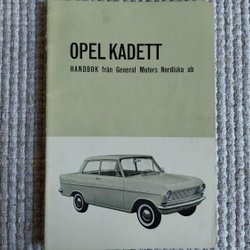 OPEL KADETT
HANDBOK från General Motors Nordiska ab